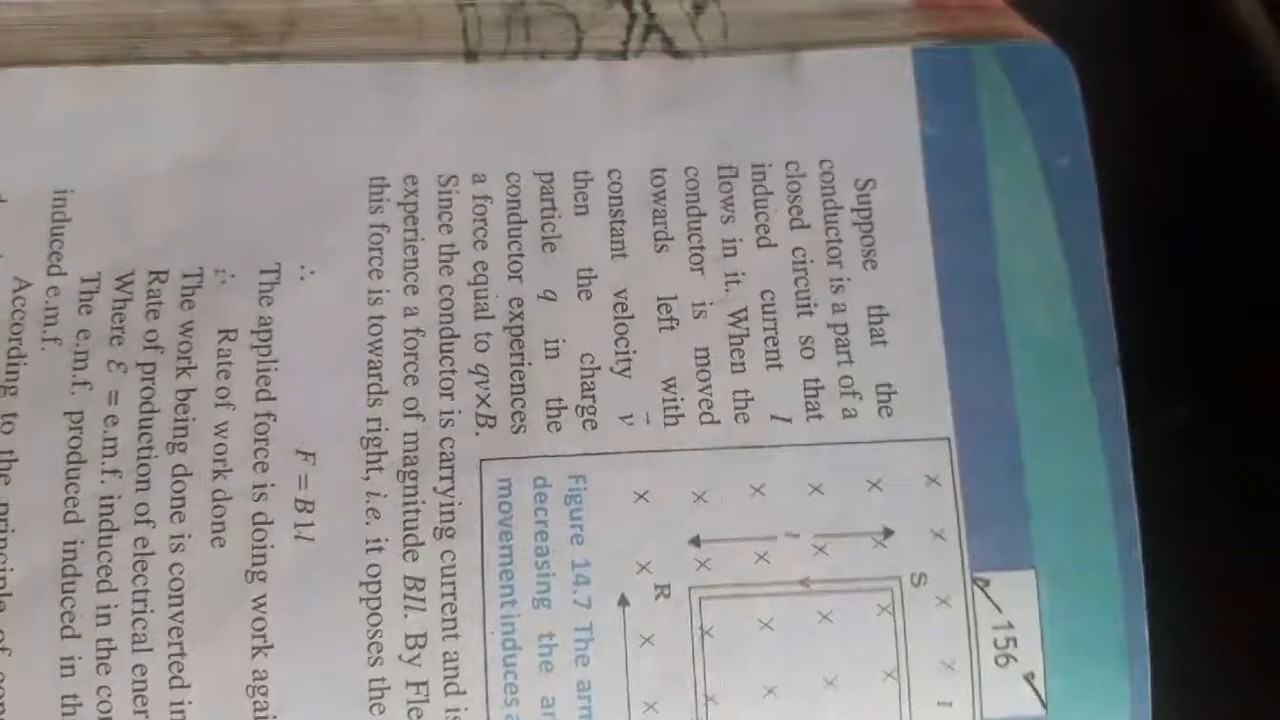 156
Suppose that the
conductor is a part of a
closed circuit so that
induced current I
flows in it. When the
conductor is moved
towards left with
constant velocity v
then the charge
particle q in the
conductor experiences
a force equal to qv×B.
Since the conductor is carrying current and is
experience a force of magnitude BIl. By Fle
this force is towards right, i.e. it opposes the
∴ F = B I l
The applied force is doing work agai
∴ Rate of work done
The work being done is converted in
Rate of production of electrical ener
Where ℰ = e.m.f. induced in the co
The e.m.f. produced induced in th
induced e.m.f.
According to the principle of con
x x S x x
x x x x
x x x
x x x x
x x x x
x x R x x
Figure 14.7 The arm
decreasing the ar
movement induces a